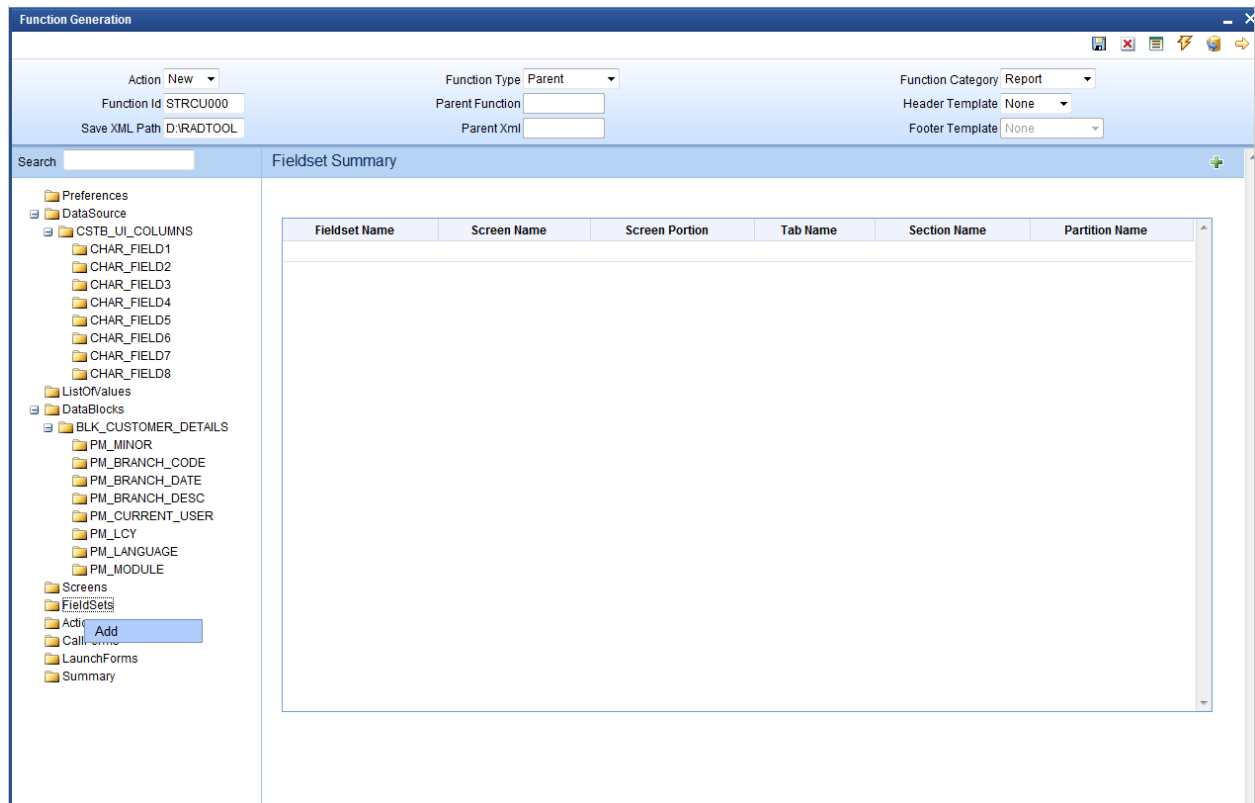 Function Generation
Action New Function Type Parent Function Category Report
Function Id STRCU000 Parent Function Header Template None
Save XML Path D:\RADTOOL Parent Xml Footer Template None
Search Fieldset Summary
Preferences
DataSource
Fieldset Name Screen Name Screen Portion Tab Name Section Name Partition Name
CSTB_UI_COLUMNS
CHAR_FIELD1
CHAR_FIELD2
CHAR_FIELD3
CHAR_FIELD4
CHAR_FIELD5
CHAR_FIELD6
CHAR_FIELD7
CHAR_FIELD8
ListOfValues
DataBlocks
BLK_CUSTOMER_DETAILS
PM_MINOR
PM_BRANCH_CODE
PM_BRANCH_DATE
PM_BRANCH_DESC
PM_CURRENT_USER
PM_LCY
PM_LANGUAGE
PM_MODULE
Screens
FieldSets
Add
LaunchForms
Summary